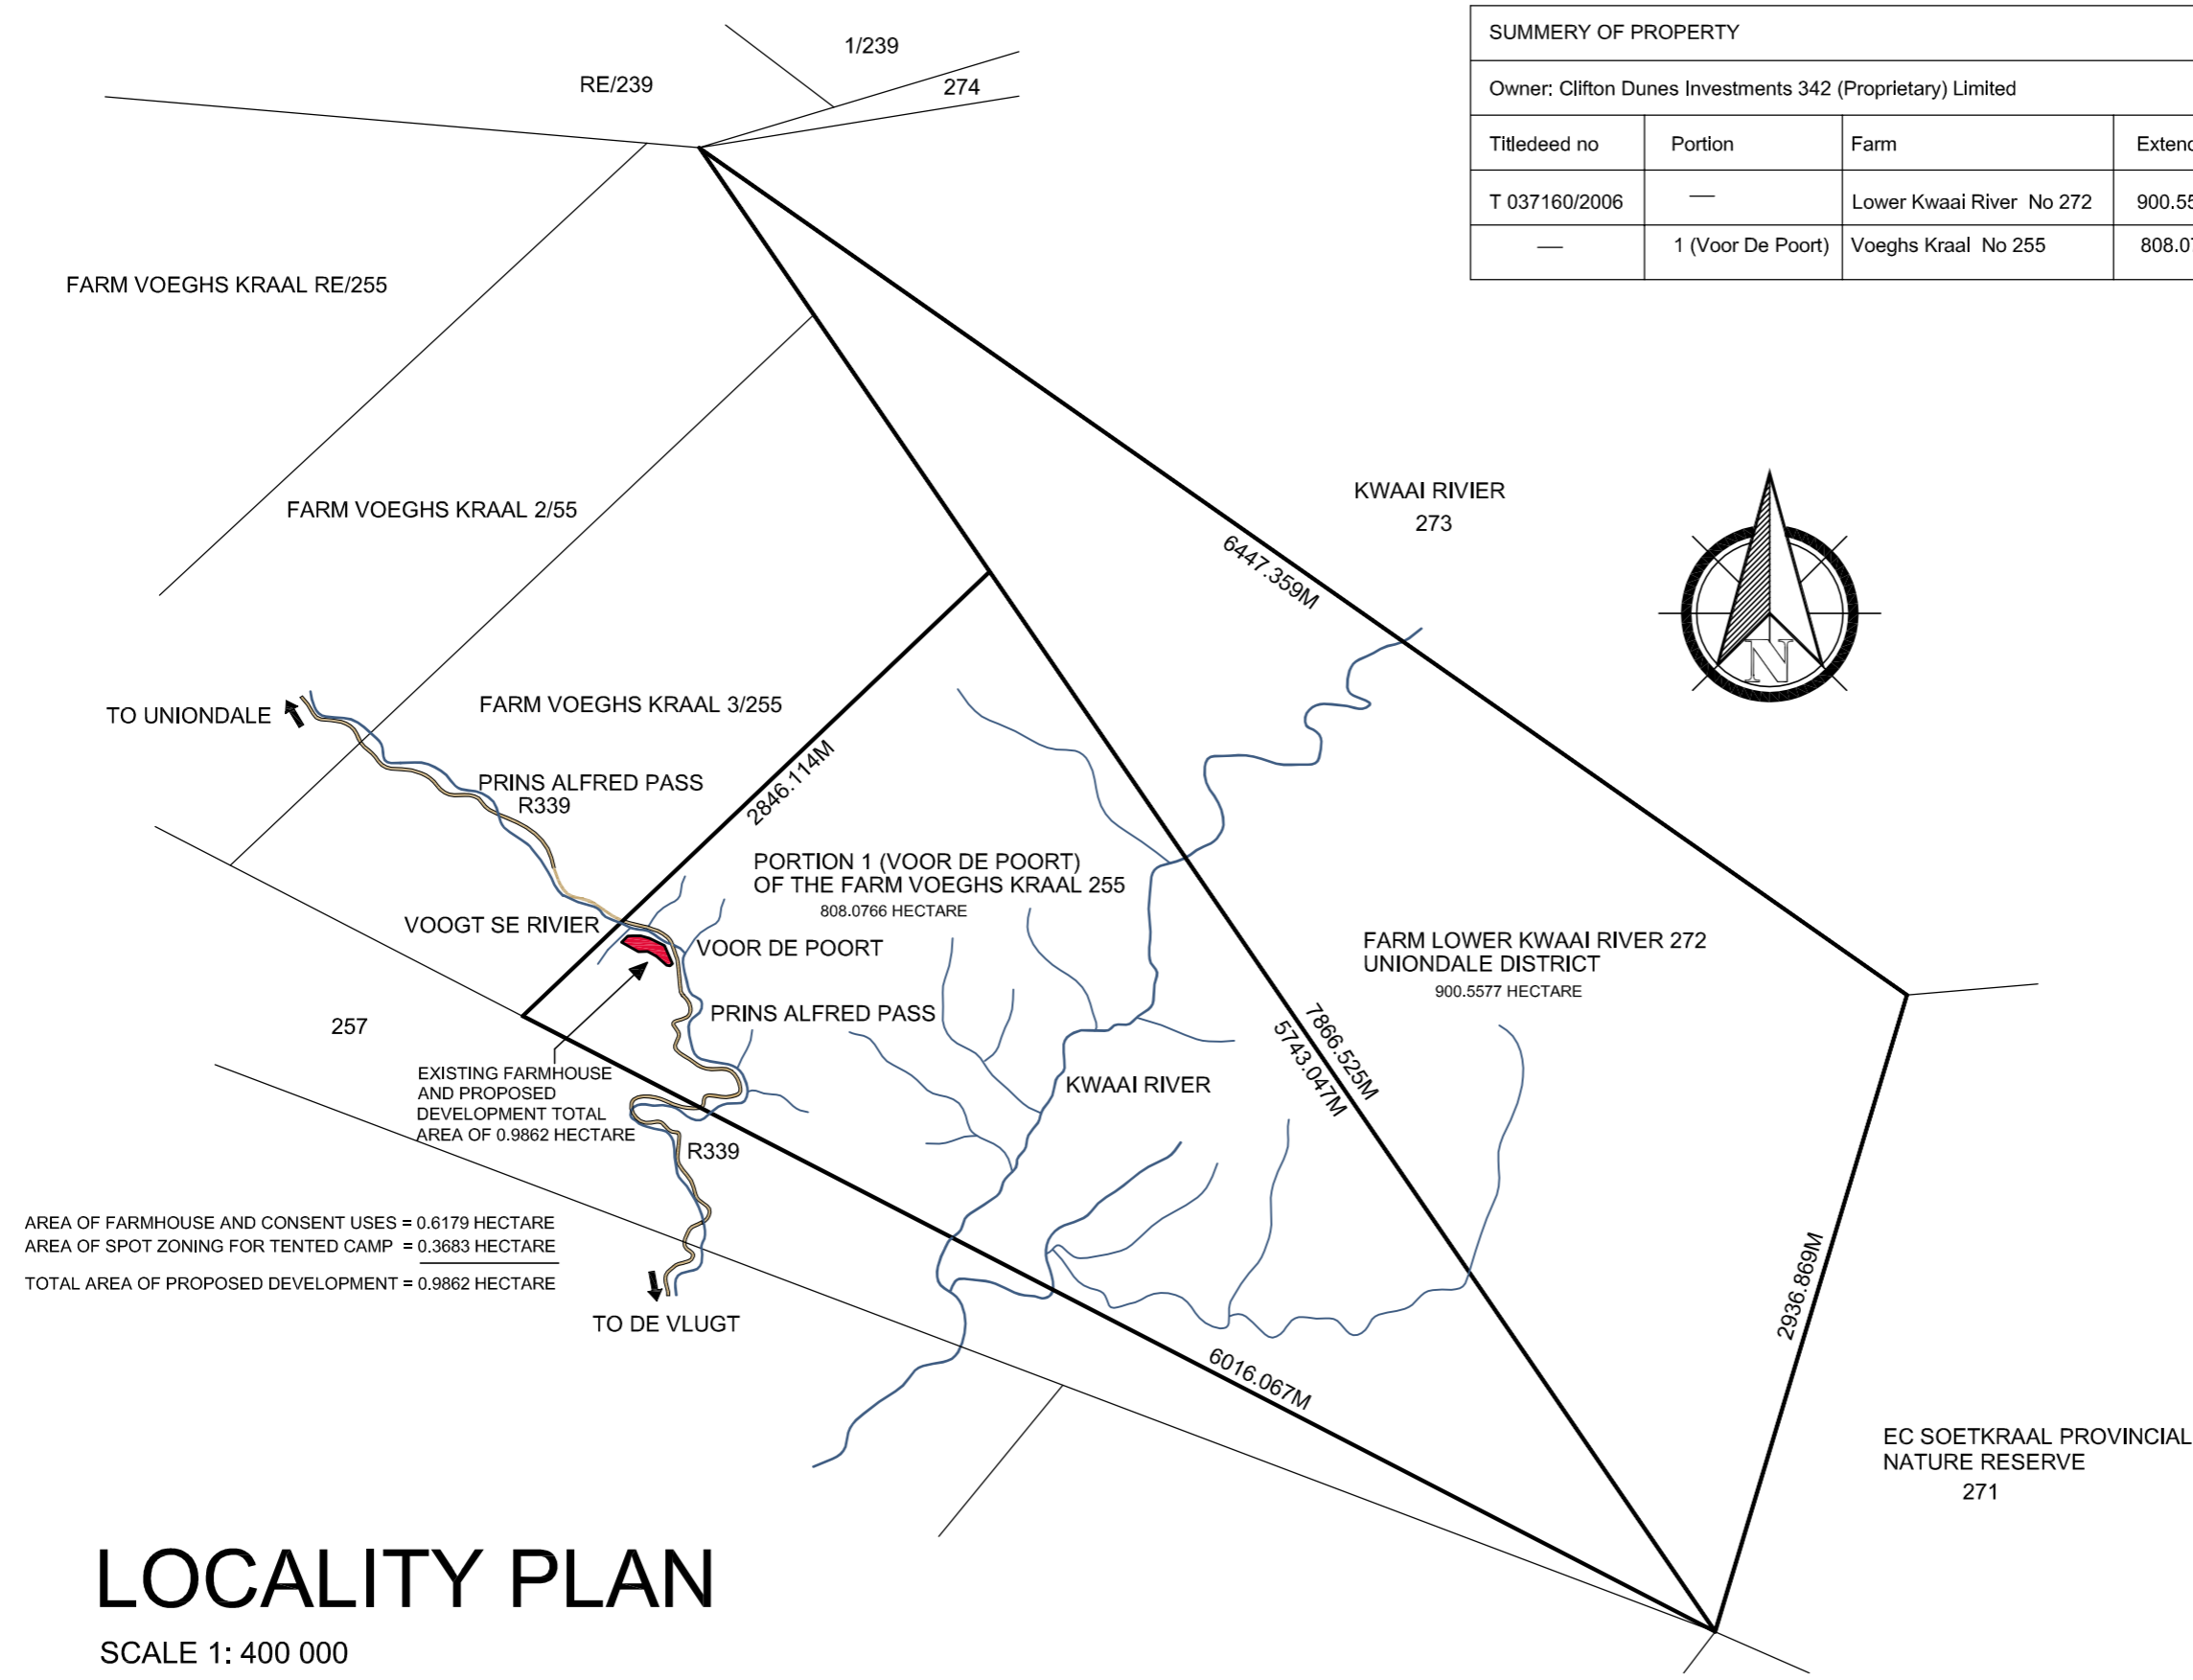 SUMMERY OF PROPERTY
Owner: Clifton Dunes Investments 342 (Proprietary) Limited
Titledeed no Portion Farm Extend
T 037160/2006 — Lower Kwaai River No 272 900.55
— 1 (Voor De Poort) Voeghs Kraal No 255 808.07
1/239
RE/239
274
FARM VOEGHS KRAAL RE/255
FARM VOEGHS KRAAL 2/55
KWAAI RIVIER
273
6447.359M
N
TO UNIONDALE
FARM VOEGHS KRAAL 3/255
PRINS ALFRED PASS
R339
2846.114M
PORTION 1 (VOOR DE POORT)
OF THE FARM VOEGHS KRAAL 255
808.0766 HECTARE
VOOGT SE RIVIER
VOOR DE POORT
FARM LOWER KWAAI RIVER 272
UNIONDALE DISTRICT
900.5577 HECTARE
257
PRINS ALFRED PASS
7866.525M
5743.047M
EXISTING FARMHOUSE
AND PROPOSED
DEVELOPMENT TOTAL
AREA OF 0.9862 HECTARE
KWAAI RIVER
R339
AREA OF FARMHOUSE AND CONSENT USES = 0.6179 HECTARE
AREA OF SPOT ZONING FOR TENTED CAMP = 0.3683 HECTARE
TOTAL AREA OF PROPOSED DEVELOPMENT = 0.9862 HECTARE
TO DE VLUGT
2936.869M
6016.067M
EC SOETKRAAL PROVINCIAL
NATURE RESERVE
271
LOCALITY PLAN
SCALE 1: 400 000